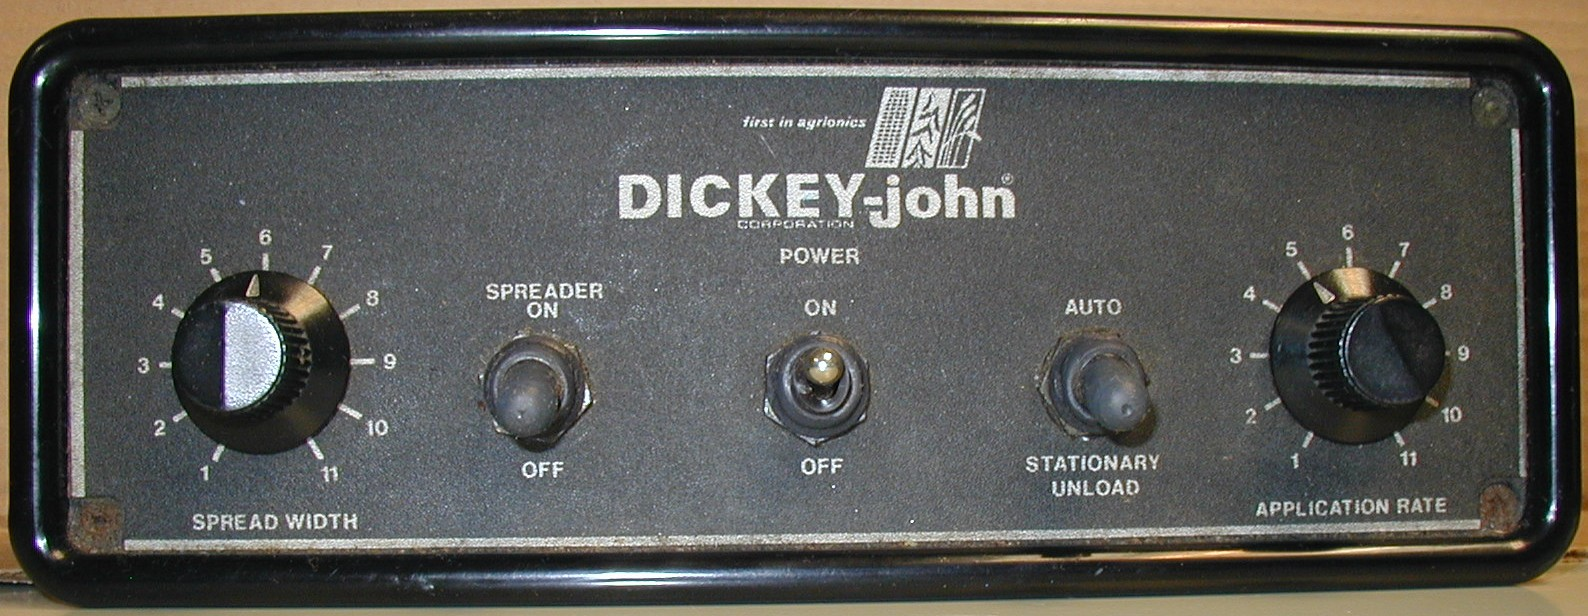 first in agrionics
DICKEY-john®
CORPORATION
POWER
SPREADER
ON
OFF
ON
OFF
AUTO
STATIONARY
UNLOAD
1 2 3 4 5 6 7 8 9 10 11
SPREAD WIDTH
1 2 3 4 5 6 7 8 9 10 11
APPLICATION RATE